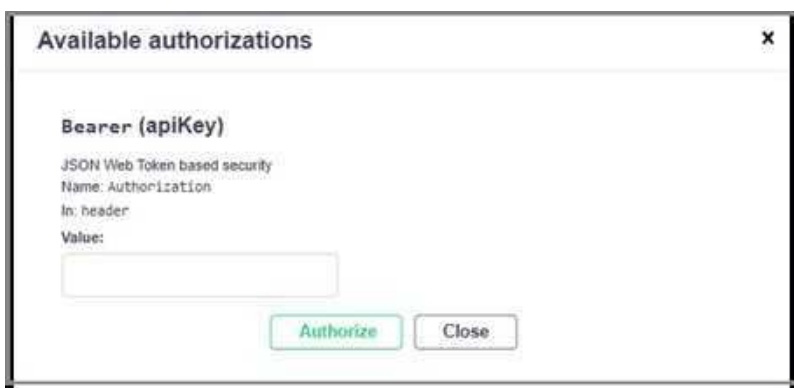 Available authorizations
x
Bearer (apiKey)
JSON Web Token based security
Name: Authorization
In: header
Value:
Authorize
Close